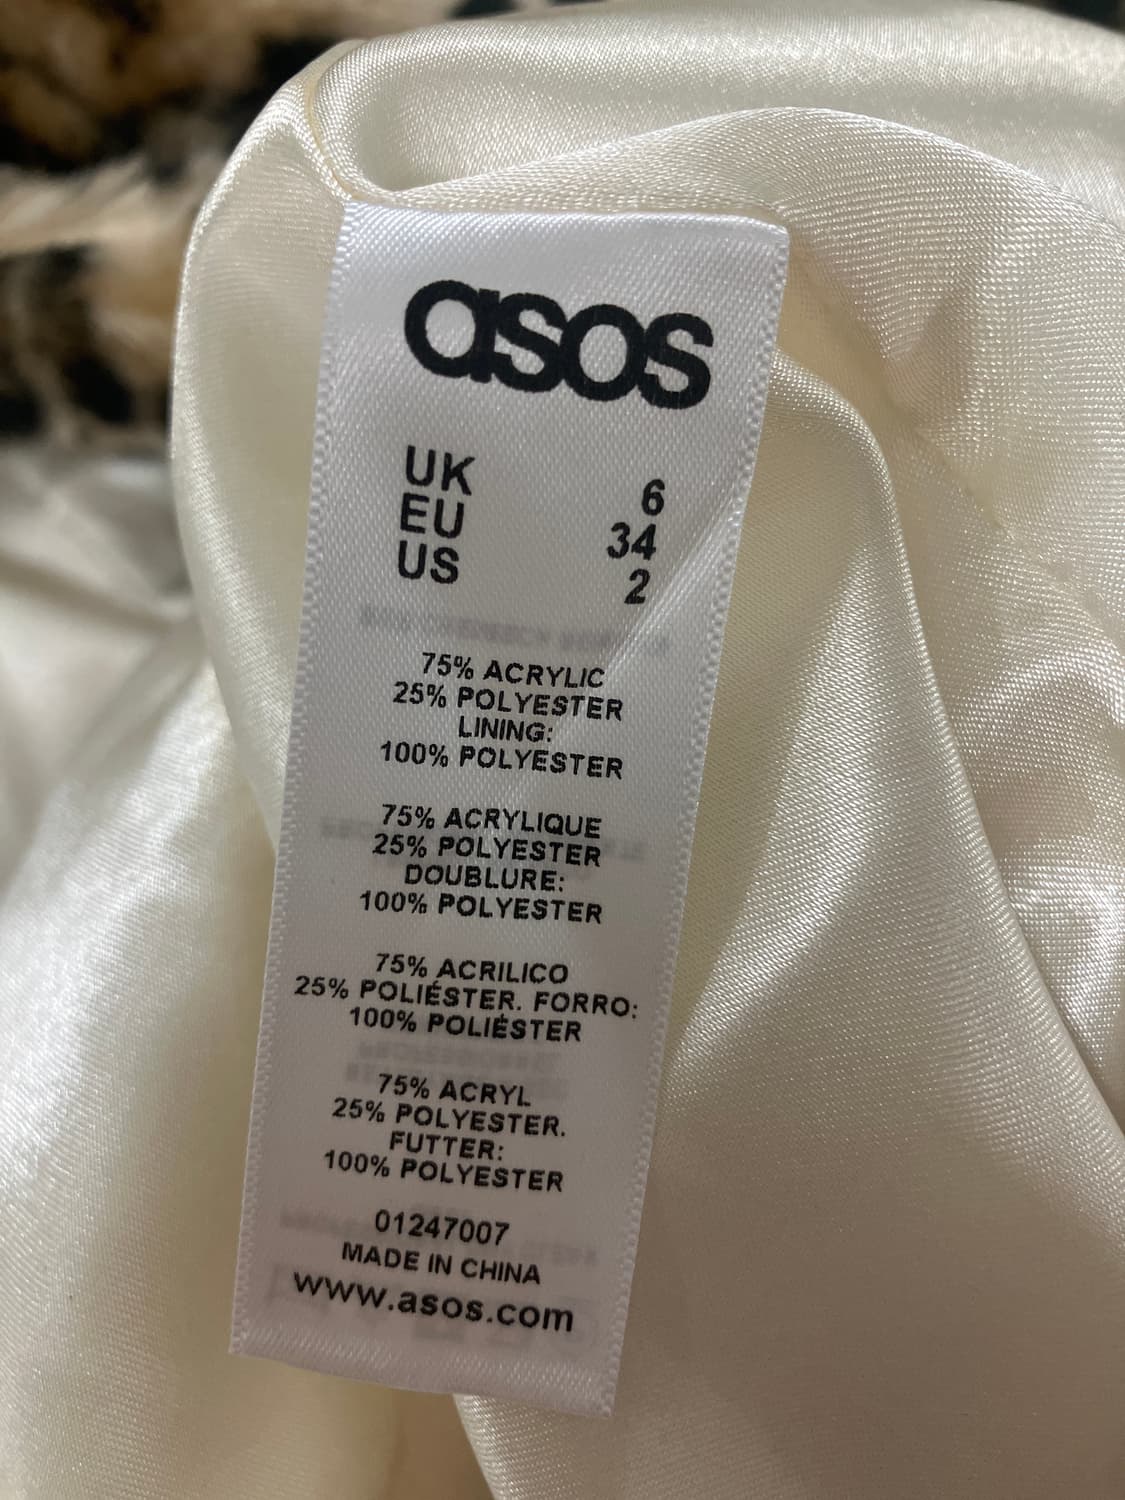 asos
UK 6
EU 34
US 2
75% ACRYLIC
25% POLYESTER
LINING:
100% POLYESTER
75% ACRYLIQUE
25% POLYESTER
DOUBLURE:
100% POLYESTER
75% ACRILICO
25% POLIÉSTER. FORRO:
100% POLIÉSTER
75% ACRYL
25% POLYESTER.
FUTTER:
100% POLYESTER
01247007
MADE IN CHINA
www.asos.com